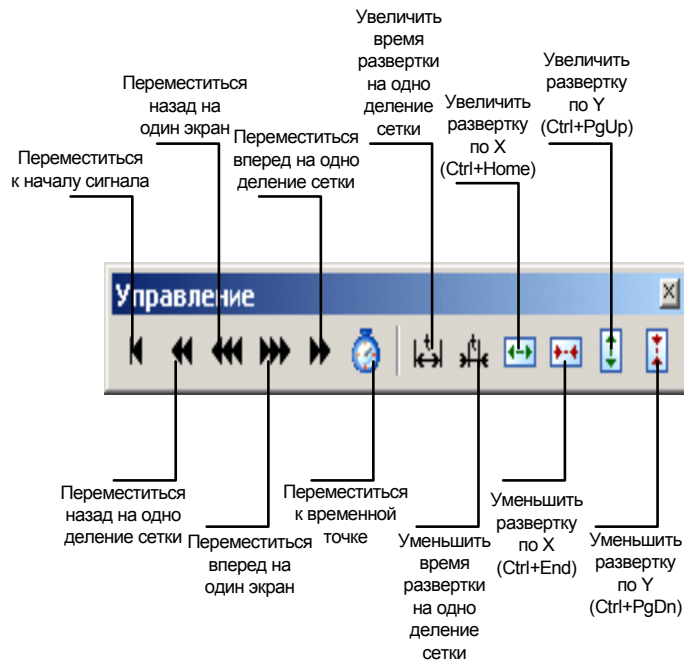 Увеличить
время
развертки
на одно
деление
сетки
Увеличить
развертку
по Y
(Ctrl+PgUp)
Переместиться
назад на
один экран
Увеличить
развертку
по X
(Ctrl+Home)
Переместиться
вперед на одно
деление сетки
Переместиться
к началу сигнала
Управление
t
t
Переместиться
назад на одно
деление сетки
Переместиться
вперед на
один экран
Переместиться
к временной
точке
Уменьшить
время
развертки
на одно
деление
сетки
Уменьшить
развертку
по X
(Ctrl+End)
Уменьшить
развертку
по Y
(Ctrl+PgDn)